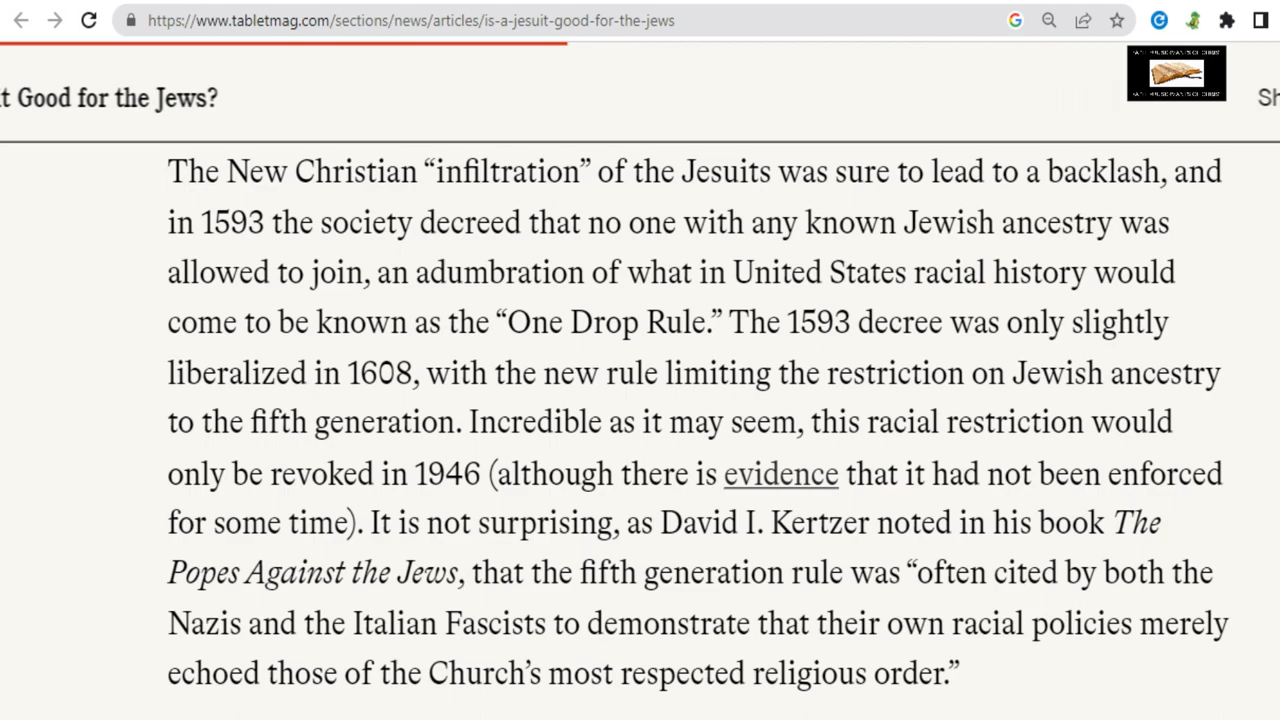 https://www.tabletmag.com/sections/news/articles/is-a-jesuit-good-for-the-jews
t Good for the Jews?
Sh
The New Christian “infiltration” of the Jesuits was sure to lead to a backlash, and
in 1593 the society decreed that no one with any known Jewish ancestry was
allowed to join, an adumbration of what in United States racial history would
come to be known as the “One Drop Rule.” The 1593 decree was only slightly
liberalized in 1608, with the new rule limiting the restriction on Jewish ancestry
to the fifth generation. Incredible as it may seem, this racial restriction would
only be revoked in 1946 (although there is evidence that it had not been enforced
for some time). It is not surprising, as David I. Kertzer noted in his book The
Popes Against the Jews, that the fifth generation rule was “often cited by both the
Nazis and the Italian Fascists to demonstrate that their own racial policies merely
echoed those of the Church’s most respected religious order.”